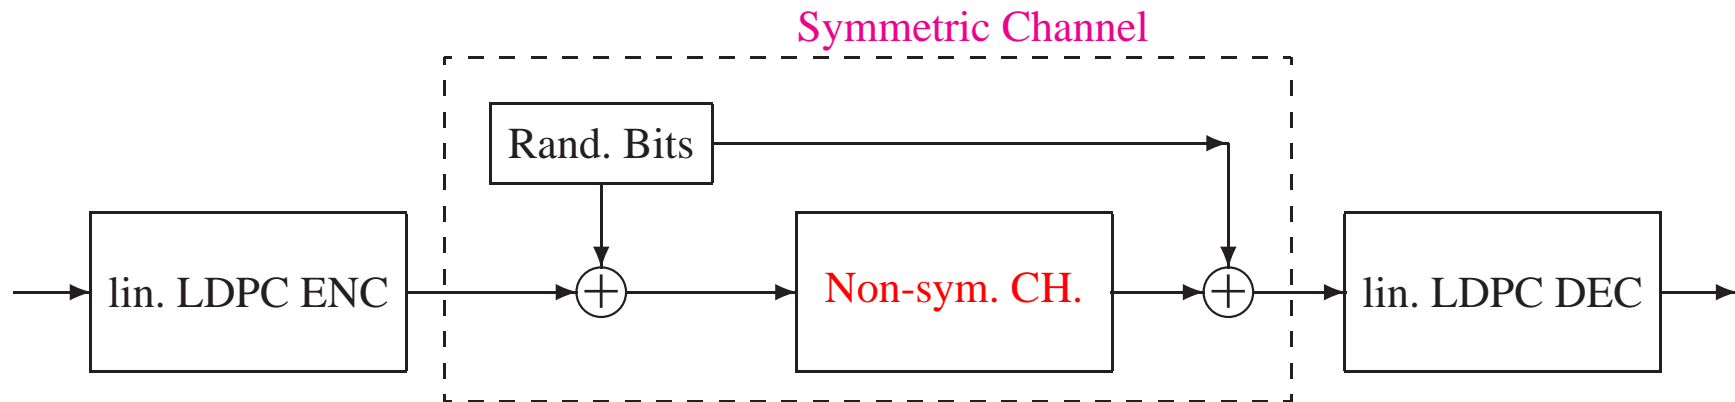 Symmetric Channel
Rand. Bits
lin. LDPC ENC
Non-sym. CH.
lin. LDPC DEC